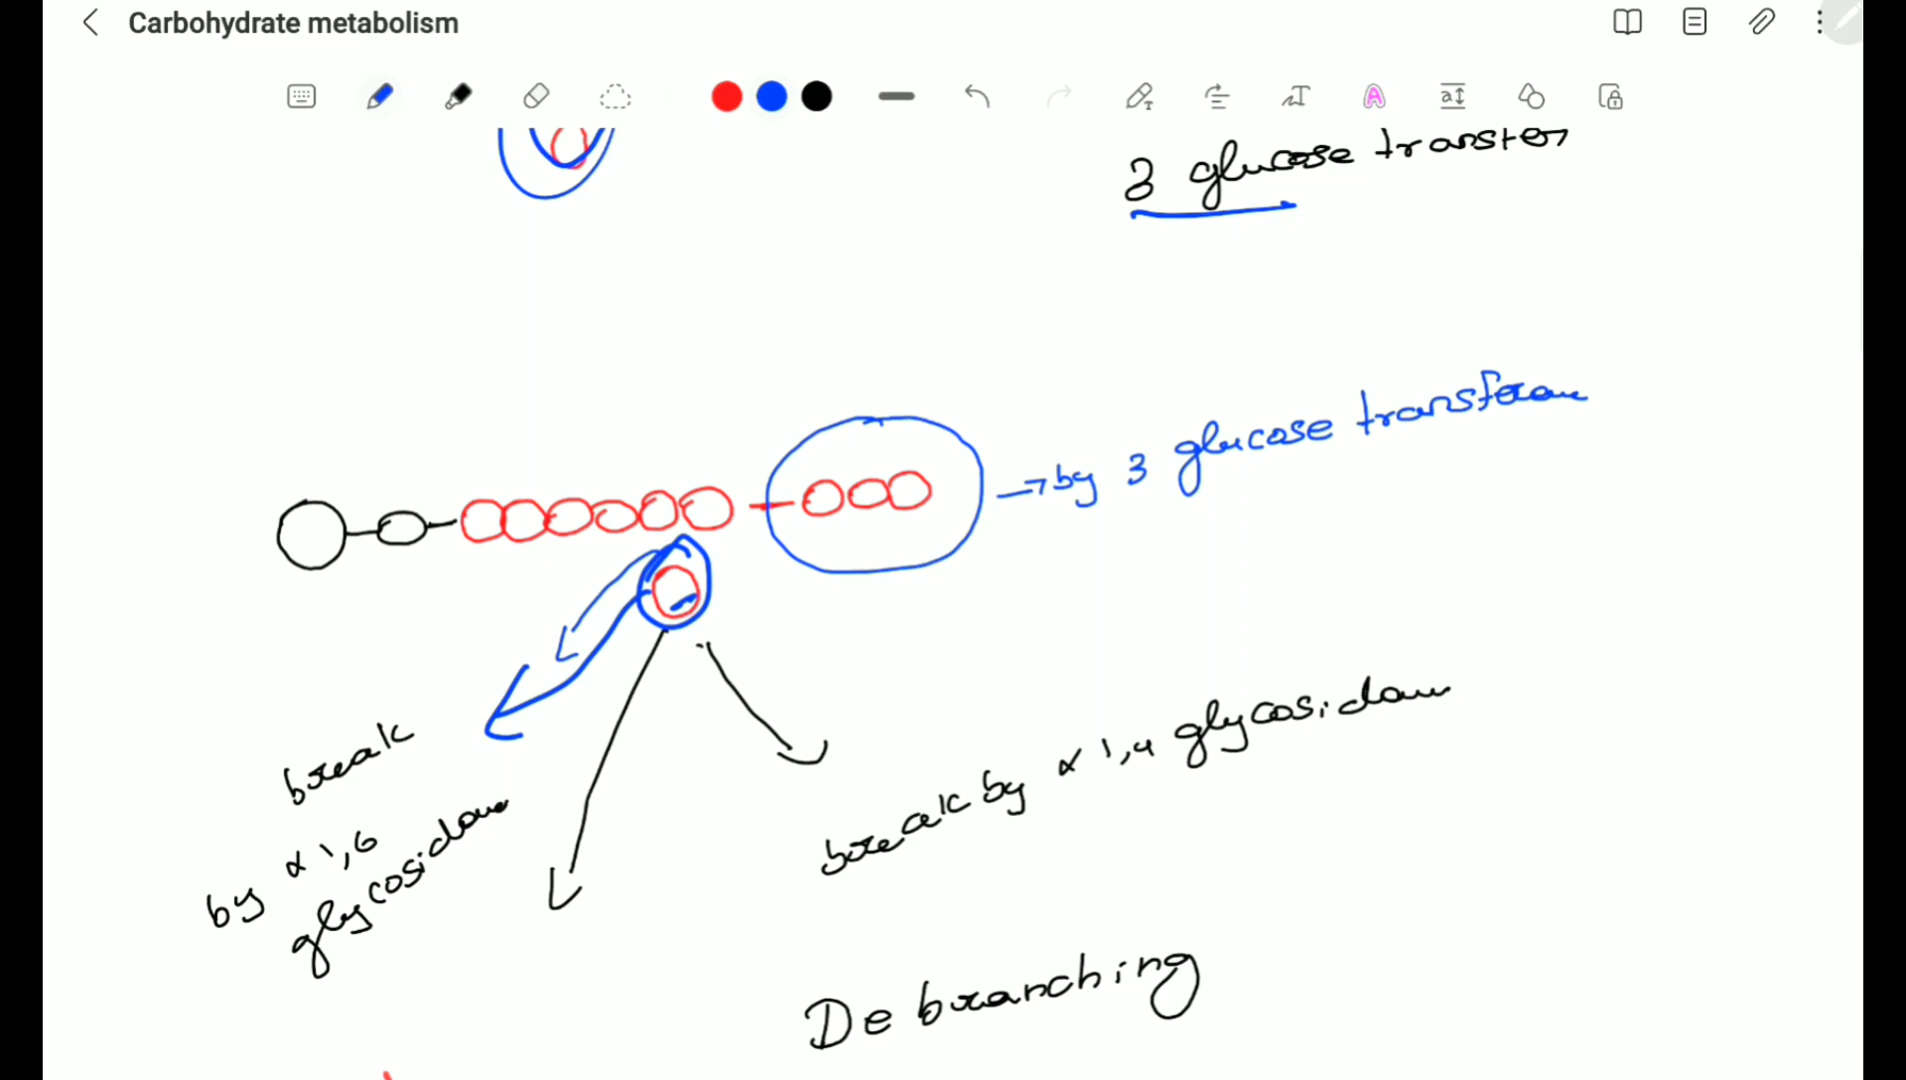 Carbohydrate metabolism
3 glucose transfer
→ by 3 glucose transferase
break
by α 1,6
glycosidase
break by α 1,4 glycosidase
De branching